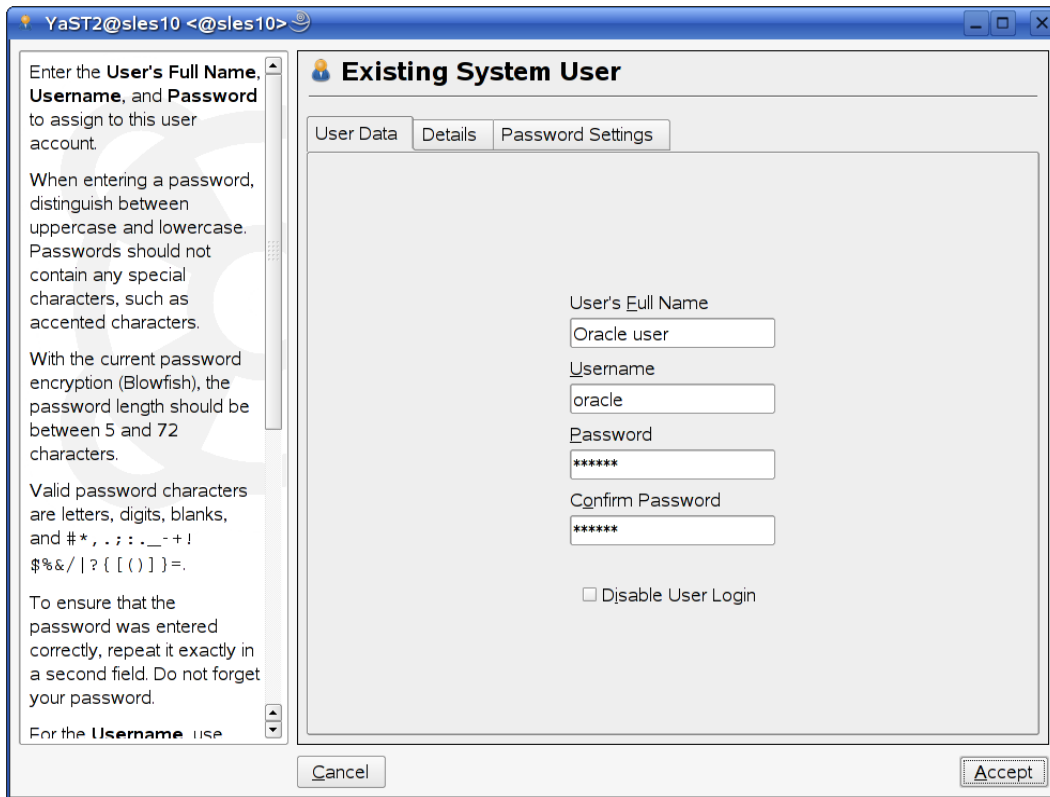 YaST2@sles10 <@sles10>
Enter the User's Full Name,
Username, and Password
to assign to this user
account.
When entering a password,
distinguish between
uppercase and lowercase.
Passwords should not
contain any special
characters, such as
accented characters.
With the current password
encryption (Blowfish), the
password length should be
between 5 and 72
characters.
Valid password characters
are letters, digits, blanks,
and #*,.;:._-+!
$%&/|?{[()]}=.
To ensure that the
password was entered
correctly, repeat it exactly in
a second field. Do not forget
your password.
For the Username, use
Existing System User
User Data Details Password Settings
User's Full Name
Oracle user
Username
oracle
Password
******
Confirm Password
******
Disable User Login
Cancel
Accept